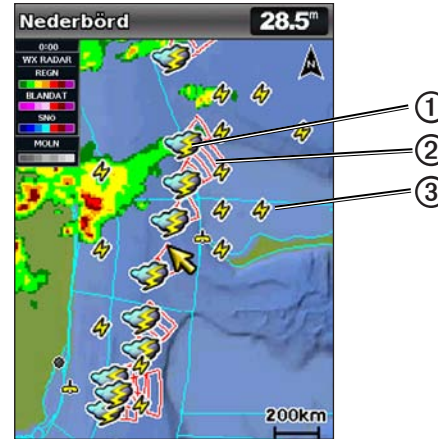 Nederbörd
28.5m
N
0:00
WX RADAR
REGN
BLANDAT
SNÖ
MOLN
1
2
3
200km